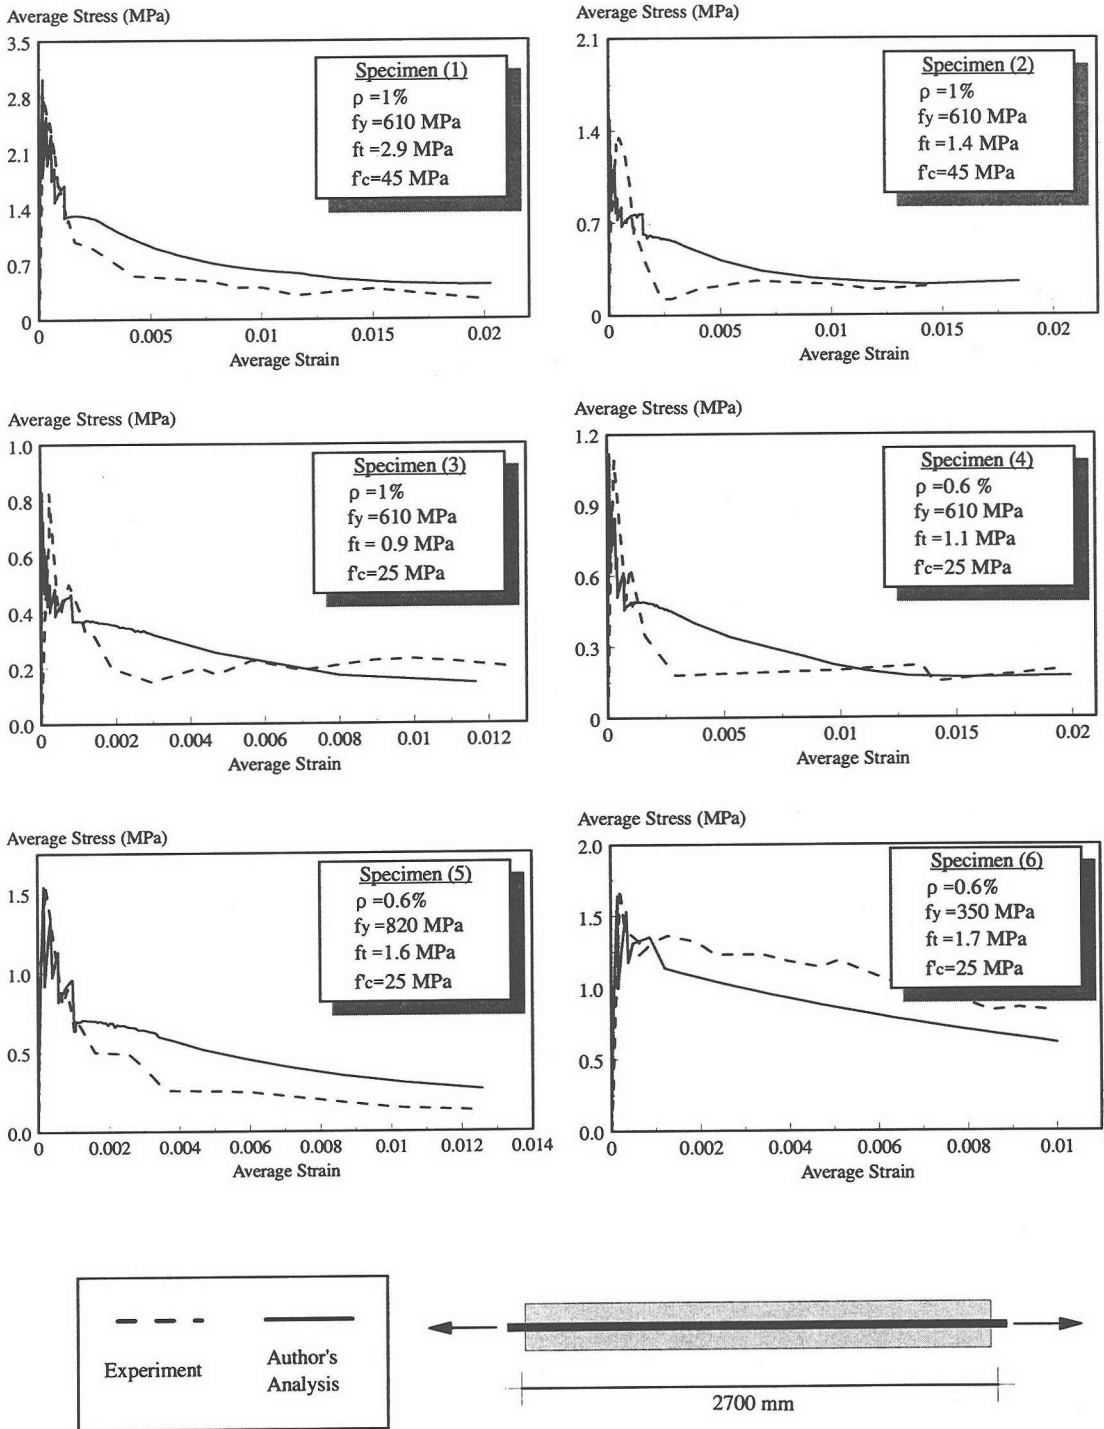 Average Stress (MPa)
3.5
2.8
2.1
1.4
0.7
0
0 0.005 0.01 0.015 0.02
Average Strain
Specimen (1)
ρ =1%
fy =610 MPa
ft =2.9 MPa
f'c=45 MPa
Average Stress (MPa)
2.1
1.4
0.7
0
0 0.005 0.01 0.015 0.02
Average Strain
Specimen (2)
ρ =1%
fy =610 MPa
ft =1.4 MPa
f'c=45 MPa
Average Stress (MPa)
1.0
0.8
0.6
0.4
0.2
0.0
0 0.002 0.004 0.006 0.008 0.01 0.012
Average Strain
Specimen (3)
ρ =1%
fy =610 MPa
ft = 0.9 MPa
f'c=25 MPa
Average Stress (MPa)
1.2
0.9
0.6
0.3
0
0 0.005 0.01 0.015 0.02
Average Strain
Specimen (4)
ρ =0.6 %
fy =610 MPa
ft =1.1 MPa
f'c=25 MPa
Average Stress (MPa)
1.5
1.0
0.5
0.0
0 0.002 0.004 0.006 0.008 0.01 0.012 0.014
Average Strain
Specimen (5)
ρ =0.6%
fy =820 MPa
ft =1.6 MPa
f'c=25 MPa
Average Stress (MPa)
2.0
1.5
1.0
0.5
0.0
0 0.002 0.004 0.006 0.008 0.01
Average Strain
Specimen (6)
ρ =0.6%
fy =350 MPa
ft =1.7 MPa
f'c=25 MPa
Experiment
Author's
Analysis
2700 mm